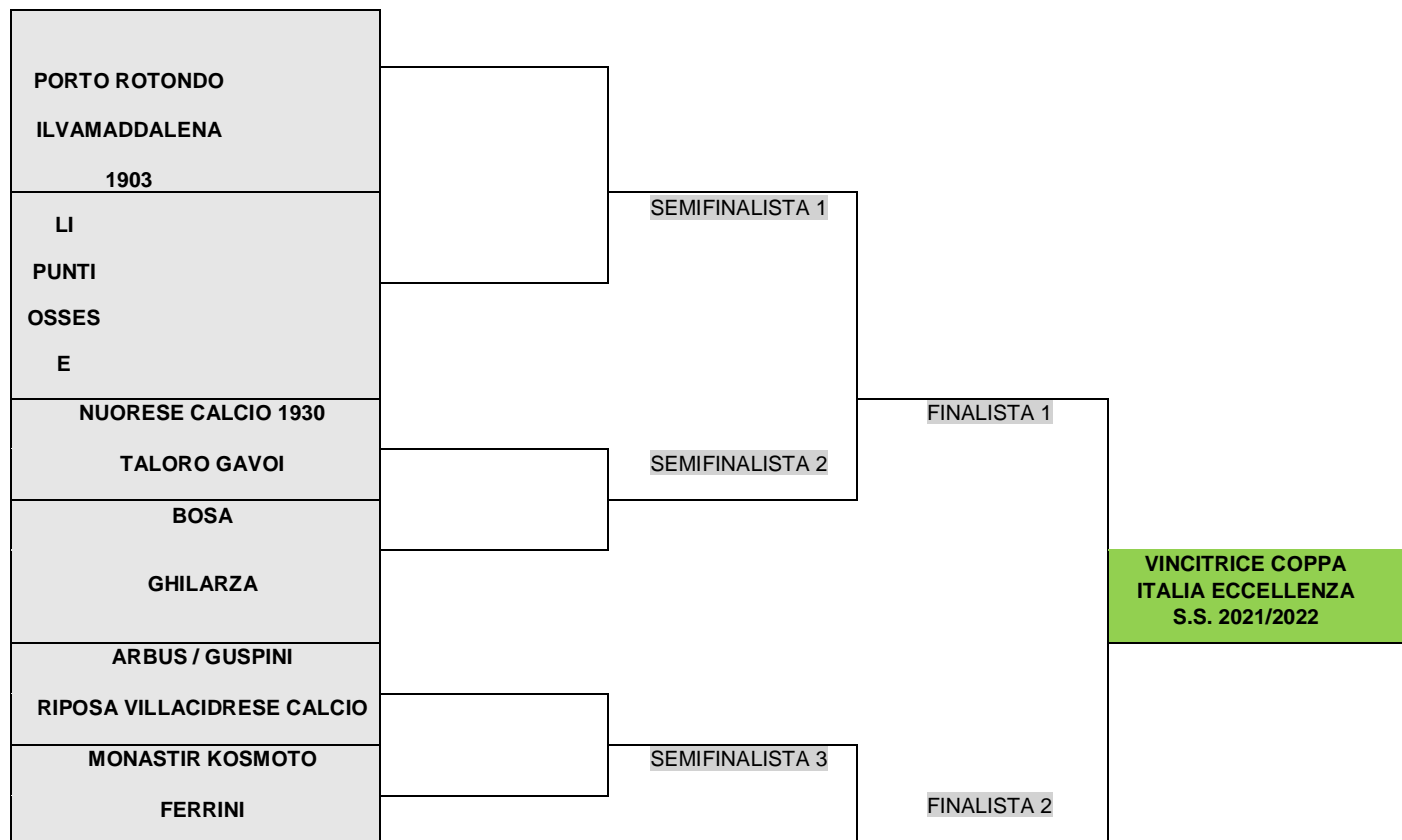 PORTO ROTONDO
ILVAMADDALENA
1903
SEMIFINALISTA 1
LI
PUNTI
OSSES
E
NUORESE CALCIO 1930
FINALISTA 1
TALORO GAVOI
SEMIFINALISTA 2
BOSA
GHILARZA
VINCITRICE COPPA
ITALIA ECCELLENZA
S.S. 2021/2022
ARBUS / GUSPINI
RIPOSA VILLACIDRESE CALCIO
MONASTIR KOSMOTO
SEMIFINALISTA 3
FERRINI
FINALISTA 2